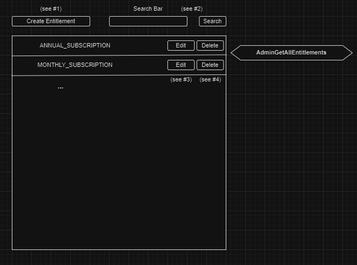 (see #1) Search Bar (see #2)
Create Entitlement Search
ANNUAL_SUBSCRIPTION Edit Delete
AdminGetAllEntitlements
MONTHLY_SUBSCRIPTION Edit Delete
(see #3) (see #4)
...